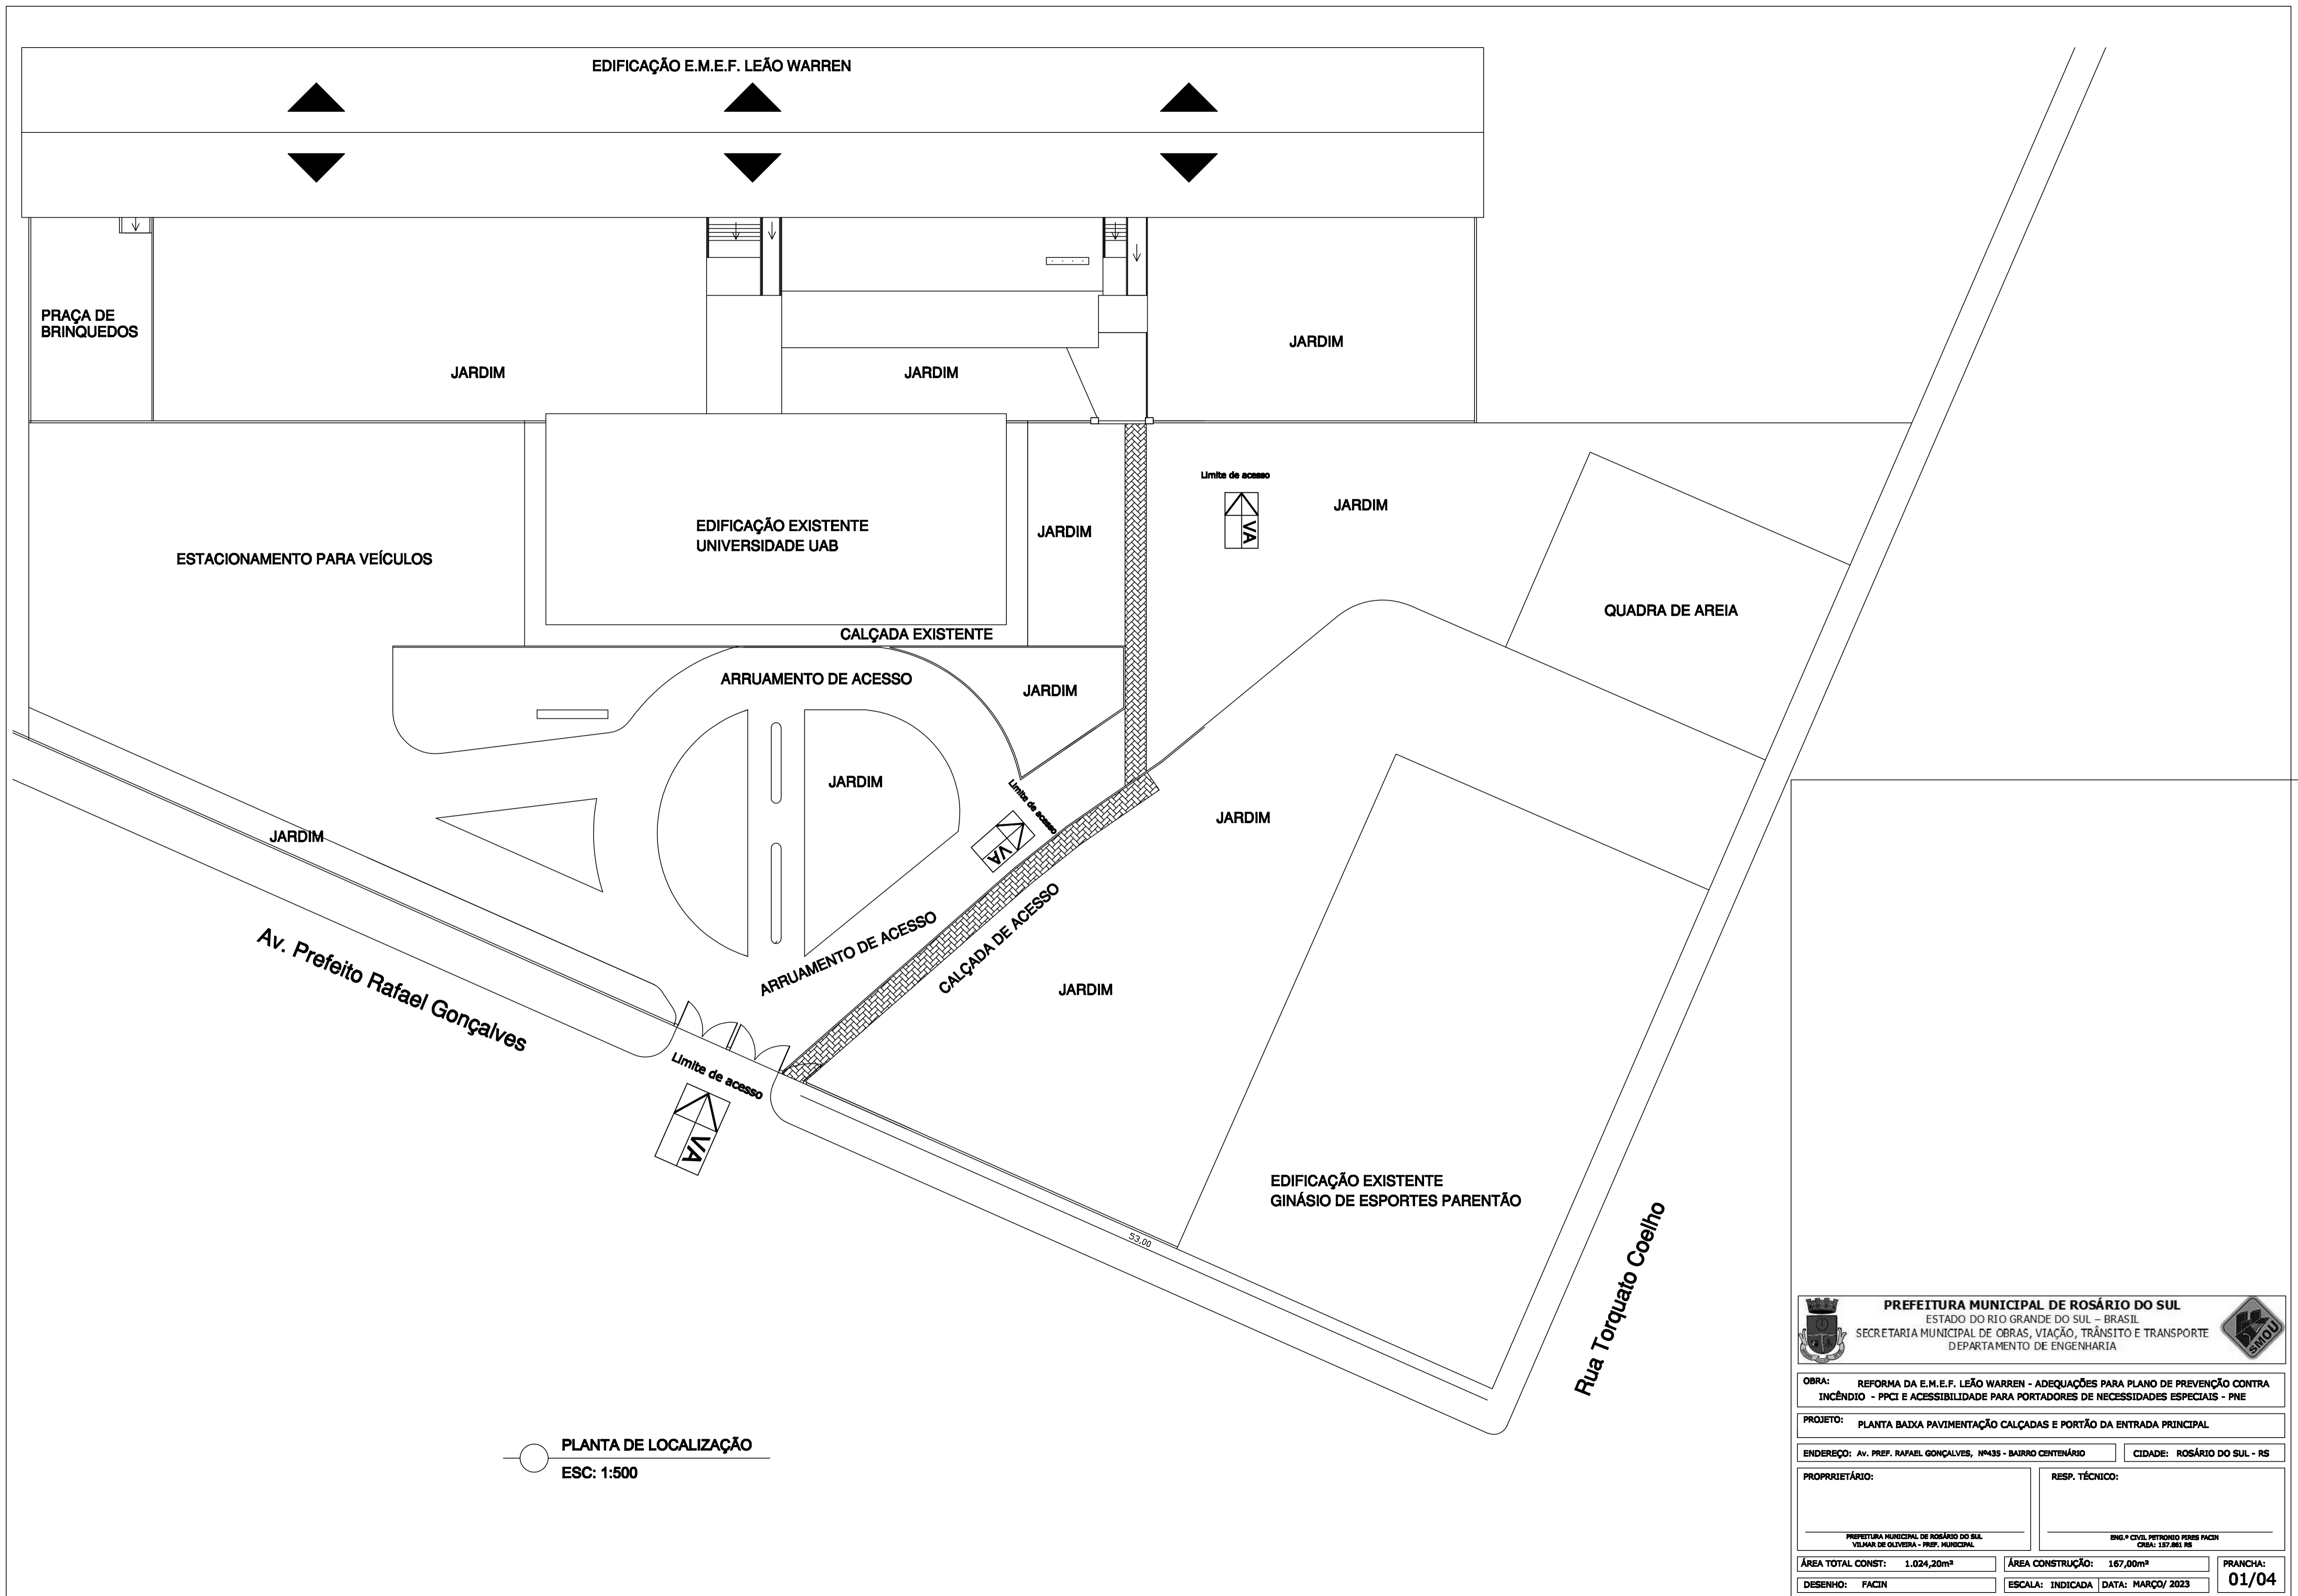 EDIFICAÇÃO E.M.E.F. LEÃO WARREN
PRAÇA DE
BRINQUEDOS
JARDIM
JARDIM
JARDIM
Limite de acesso
VA
JARDIM
EDIFICAÇÃO EXISTENTE
UNIVERSIDADE UAB
JARDIM
ESTACIONAMENTO PARA VEÍCULOS
QUADRA DE AREIA
CALÇADA EXISTENTE
ARRUAMENTO DE ACESSO
JARDIM
JARDIM
Limite de acesso
VA
JARDIM
JARDIM
ARRUAMENTO DE ACESSO
CALÇADA DE ACESSO
JARDIM
Av. Prefeito Rafael Gonçalves
Limite de acesso
VA
EDIFICAÇÃO EXISTENTE
GINÁSIO DE ESPORTES PARENTÃO
53,00
Rua Torquato Coelho
PLANTA DE LOCALIZAÇÃO
ESC: 1:500
PREFEITURA MUNICIPAL DE ROSÁRIO DO SUL
ESTADO DO RIO GRANDE DO SUL – BRASIL
SECRETARIA MUNICIPAL DE OBRAS, VIAÇÃO, TRÂNSITO E TRANSPORTE
DEPARTAMENTO DE ENGENHARIA
SMOU
OBRA: REFORMA DA E.M.E.F. LEÃO WARREN - ADEQUAÇÕES PARA PLANO DE PREVENÇÃO CONTRA
INCÊNDIO - PPCI E ACESSIBILIDADE PARA PORTADORES DE NECESSIDADES ESPECIAIS - PNE
PROJETO: PLANTA BAIXA PAVIMENTAÇÃO CALÇADAS E PORTÃO DA ENTRADA PRINCIPAL
ENDEREÇO: Av. PREF. RAFAEL GONÇALVES, Nº435 - BAIRRO CENTENÁRIO
CIDADE: ROSÁRIO DO SUL - RS
PROPRRIETÁRIO:
RESP. TÉCNICO:
PREFEITURA MUNICIPAL DE ROSÁRIO DO SUL
VILMAR DE OLIVEIRA - PREF. MUNICIPAL
ENG.º CIVIL PETRONIO PIRES FACIN
CREA: 157.861 RS
ÁREA TOTAL CONST: 1.024,20m²
ÁREA CONSTRUÇÃO: 167,00m²
PRANCHA:
01/04
DESENHO: FACIN
ESCALA: INDICADA
DATA: MARÇO/ 2023